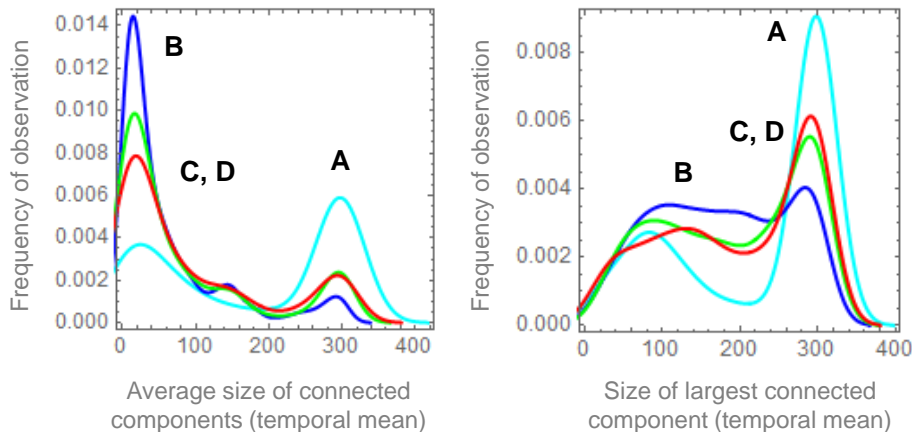 0.014
0.012
0.010
0.008
0.006
0.004
0.002
0.000
0 100 200 300 400
Frequency of observation
B
C, D
A
Average size of connected
components (temporal mean)
0.008
0.006
0.004
0.002
0.000
0 100 200 300 400
Frequency of observation
A
C, D
B
Size of largest connected
component (temporal mean)